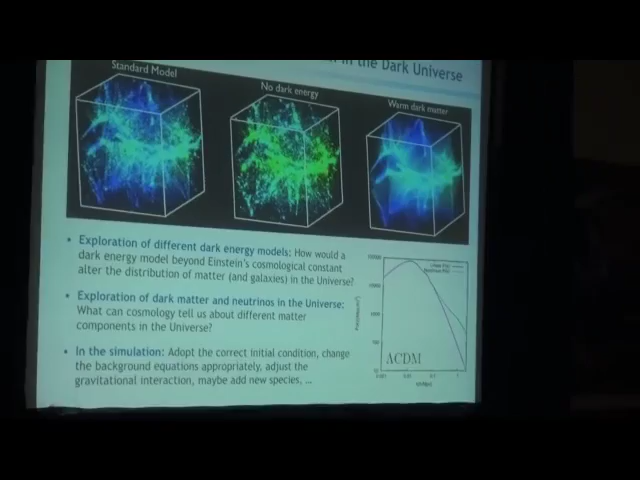 in the Dark Universe
Standard Model
No dark energy
Warm dark matter
• Exploration of different dark energy models: How would a
dark energy model beyond Einstein's cosmological constant
alter the distribution of matter (and galaxies) in the Universe?
• Exploration of dark matter and neutrinos in the Universe:
What can cosmology tell us about different matter
components in the Universe?
• In the simulation: Adopt the correct initial condition, change
the background equations appropriately, adjust the
gravitational interaction, maybe add new species, ...
ΛCDM